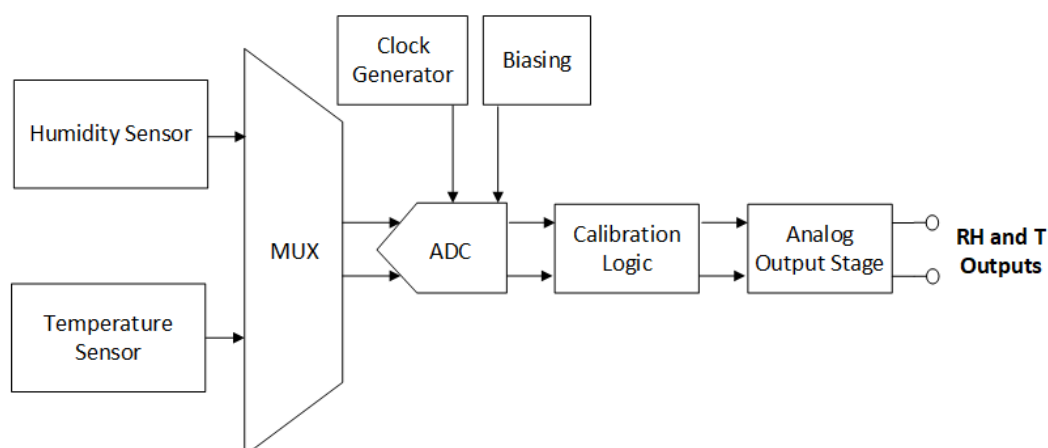 Clock
Generator
Biasing
Humidity Sensor
MUX
ADC
Calibration
Logic
Analog
Output Stage
RH and T
Outputs
Temperature
Sensor